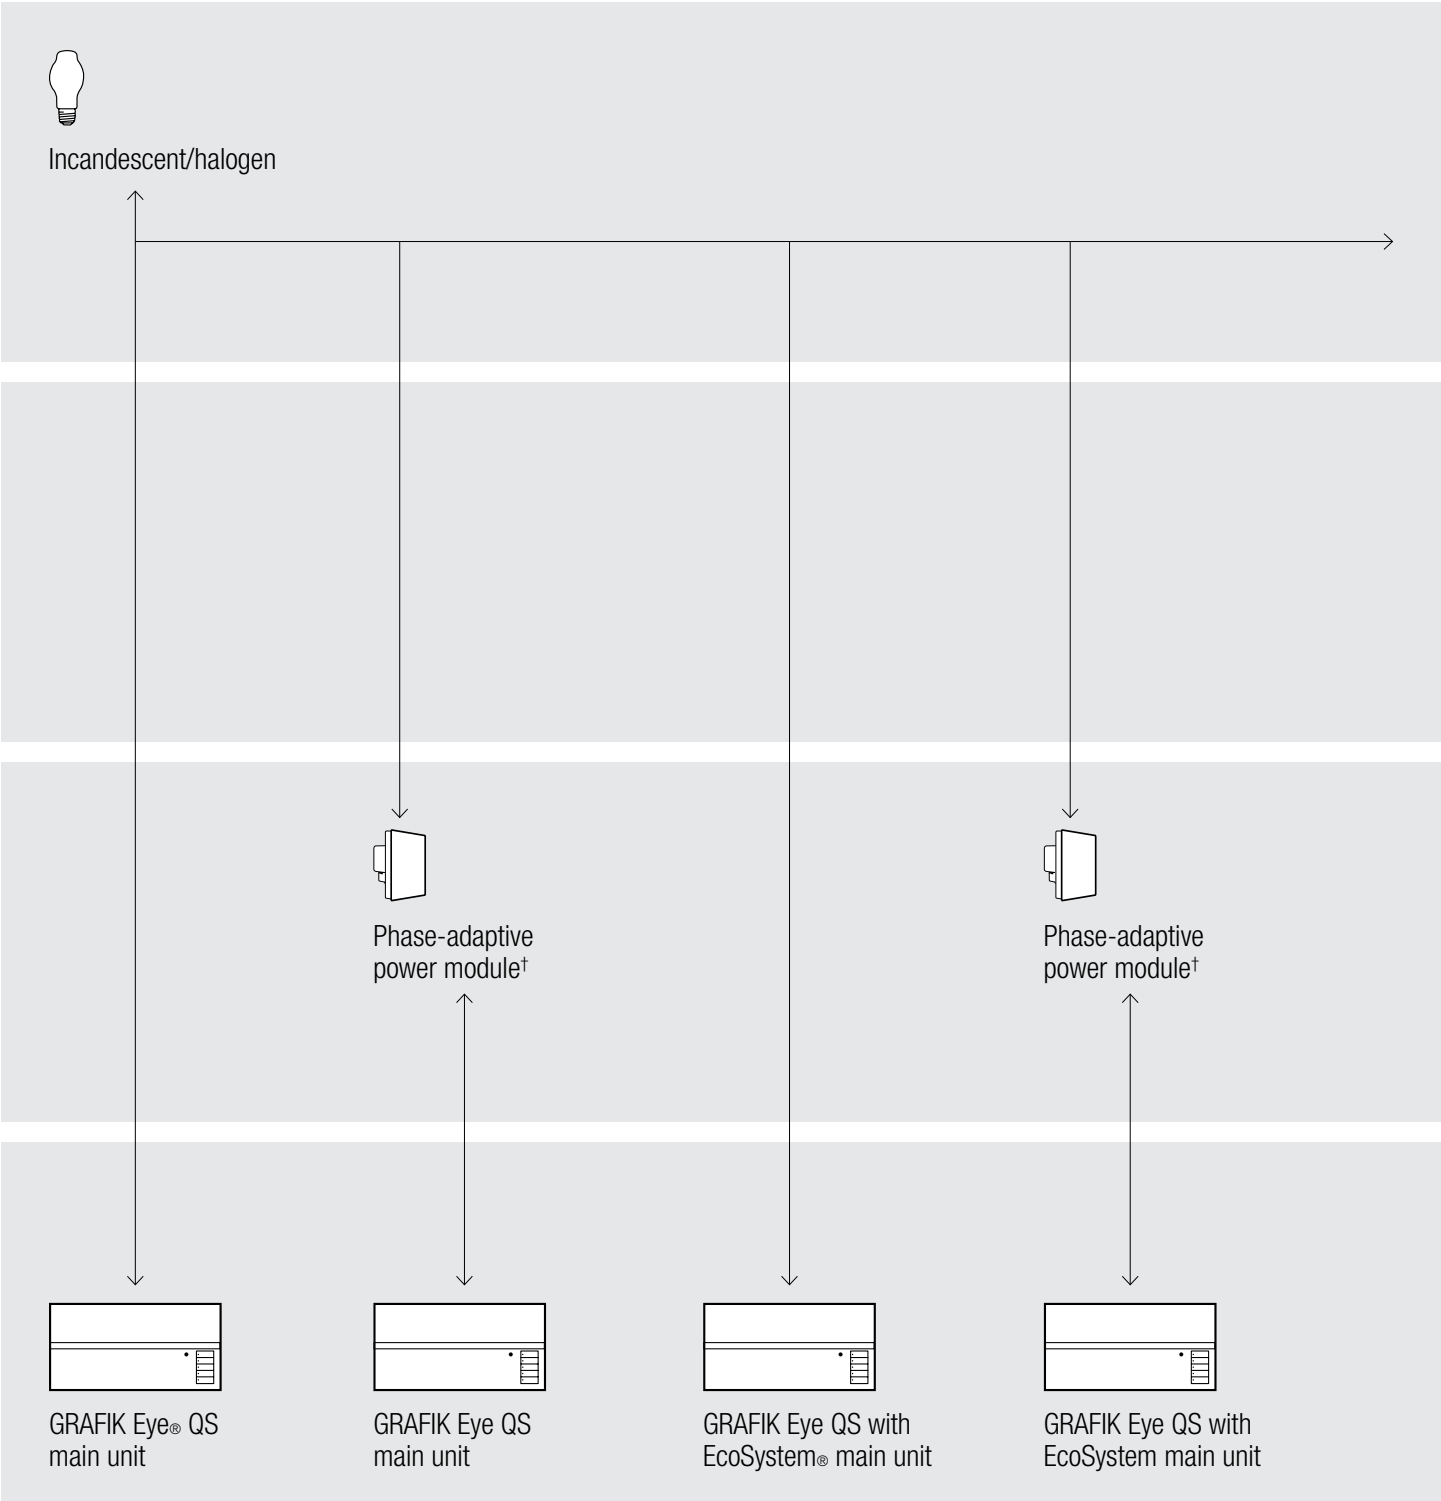 Incandescent/halogen
Phase-adaptive
power module†
Phase-adaptive
power module†
GRAFIK Eye® QS
main unit
GRAFIK Eye QS
main unit
GRAFIK Eye QS with
EcoSystem® main unit
GRAFIK Eye QS with
EcoSystem main unit